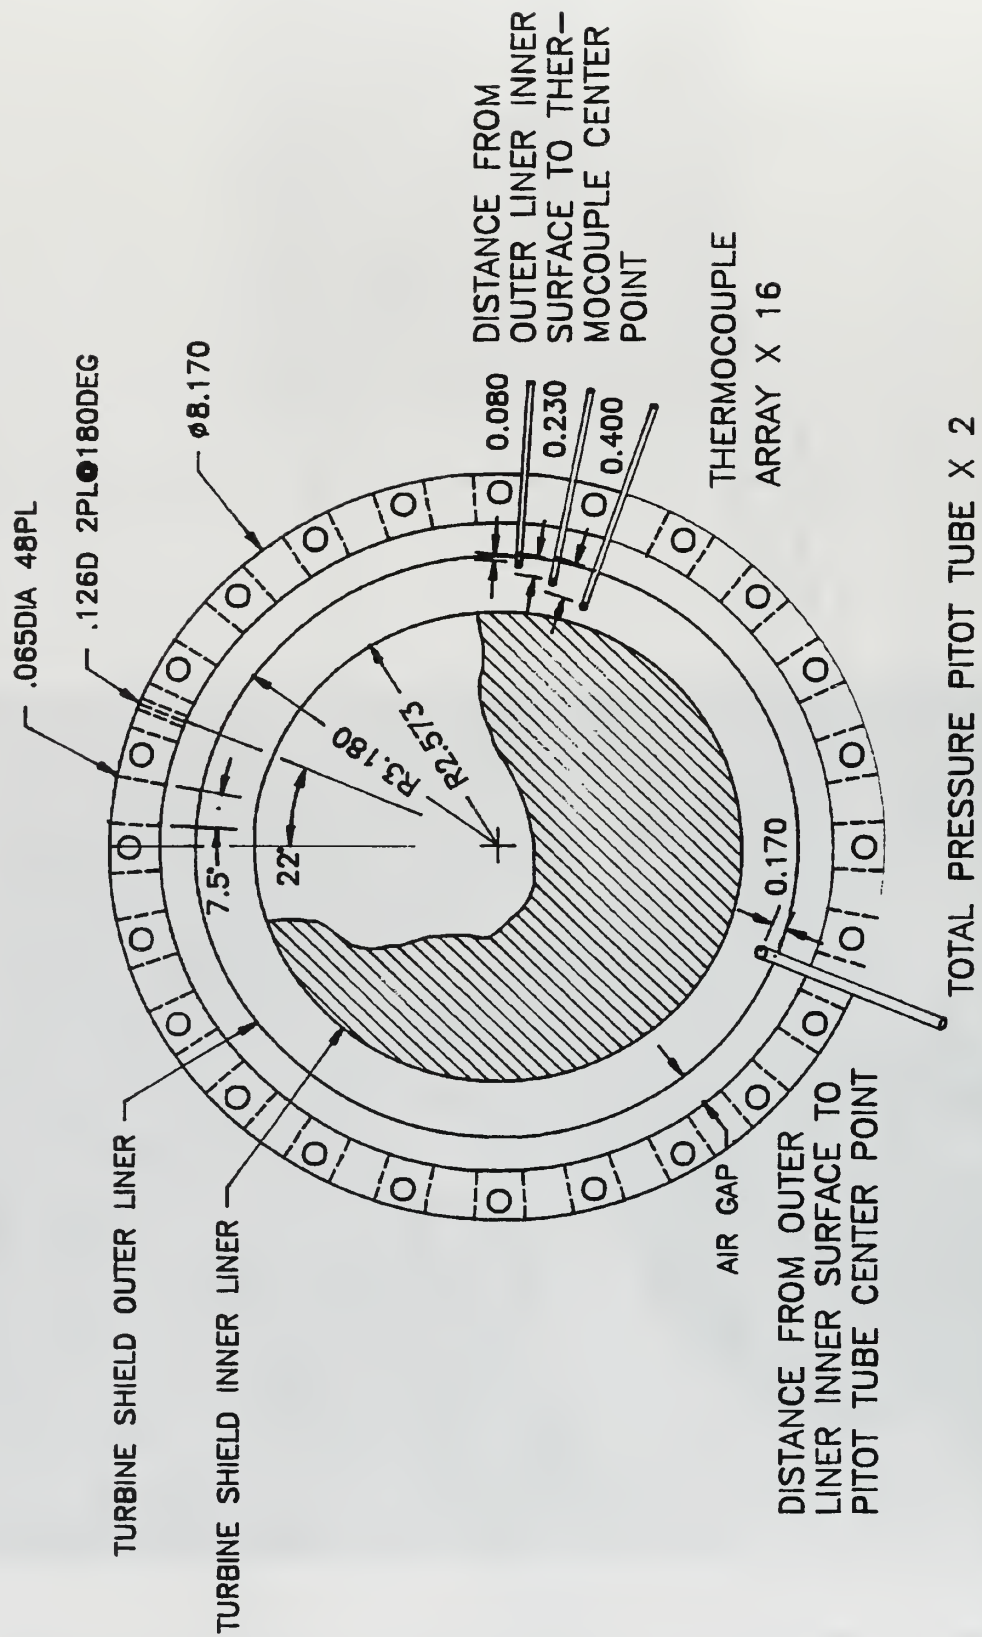 .065DIA 48PL
.126D 2PL@180DEG
ø8.170
TURBINE SHIELD OUTER LINER
TURBINE SHIELD INNER LINER
7.5°
22°
R3.180
R2.573
0.080
0.230
0.400
DISTANCE FROM
OUTER LINER INNER
SURFACE TO THER-
MOCOUPLE CENTER
POINT
THERMOCOUPLE
ARRAY X 16
AIR GAP
0.170
DISTANCE FROM OUTER
LINER INNER SURFACE TO
PITOT TUBE CENTER POINT
TOTAL PRESSURE PITOT TUBE X 2